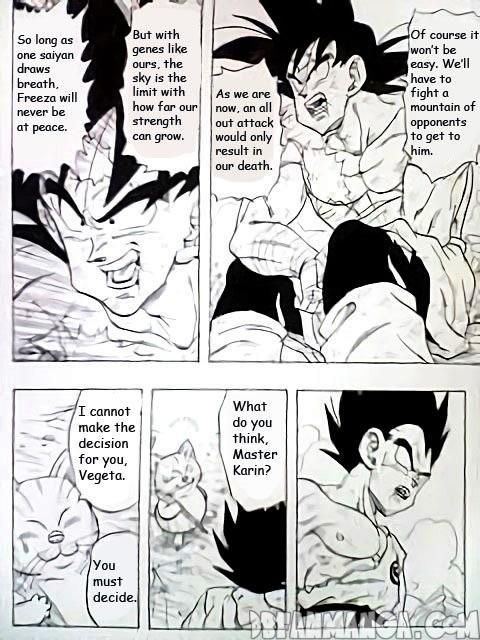 Of course it
won't be
easy. We'll
have to
fight a
mountain of
opponents
to get to
him.
As we are
now, an all
out attack
would only
result in
our death.
But with
genes like
ours, the
sky is the
limit with
how far our
strength
can grow.
So long as
one saiyan
draws
breath,
Freeza will
never be
at peace.
What
do you
think,
Master
Karin?
I cannot
make the
decision
for you,
Vegeta.
You
must
decide.
DBFANMANGA.COM